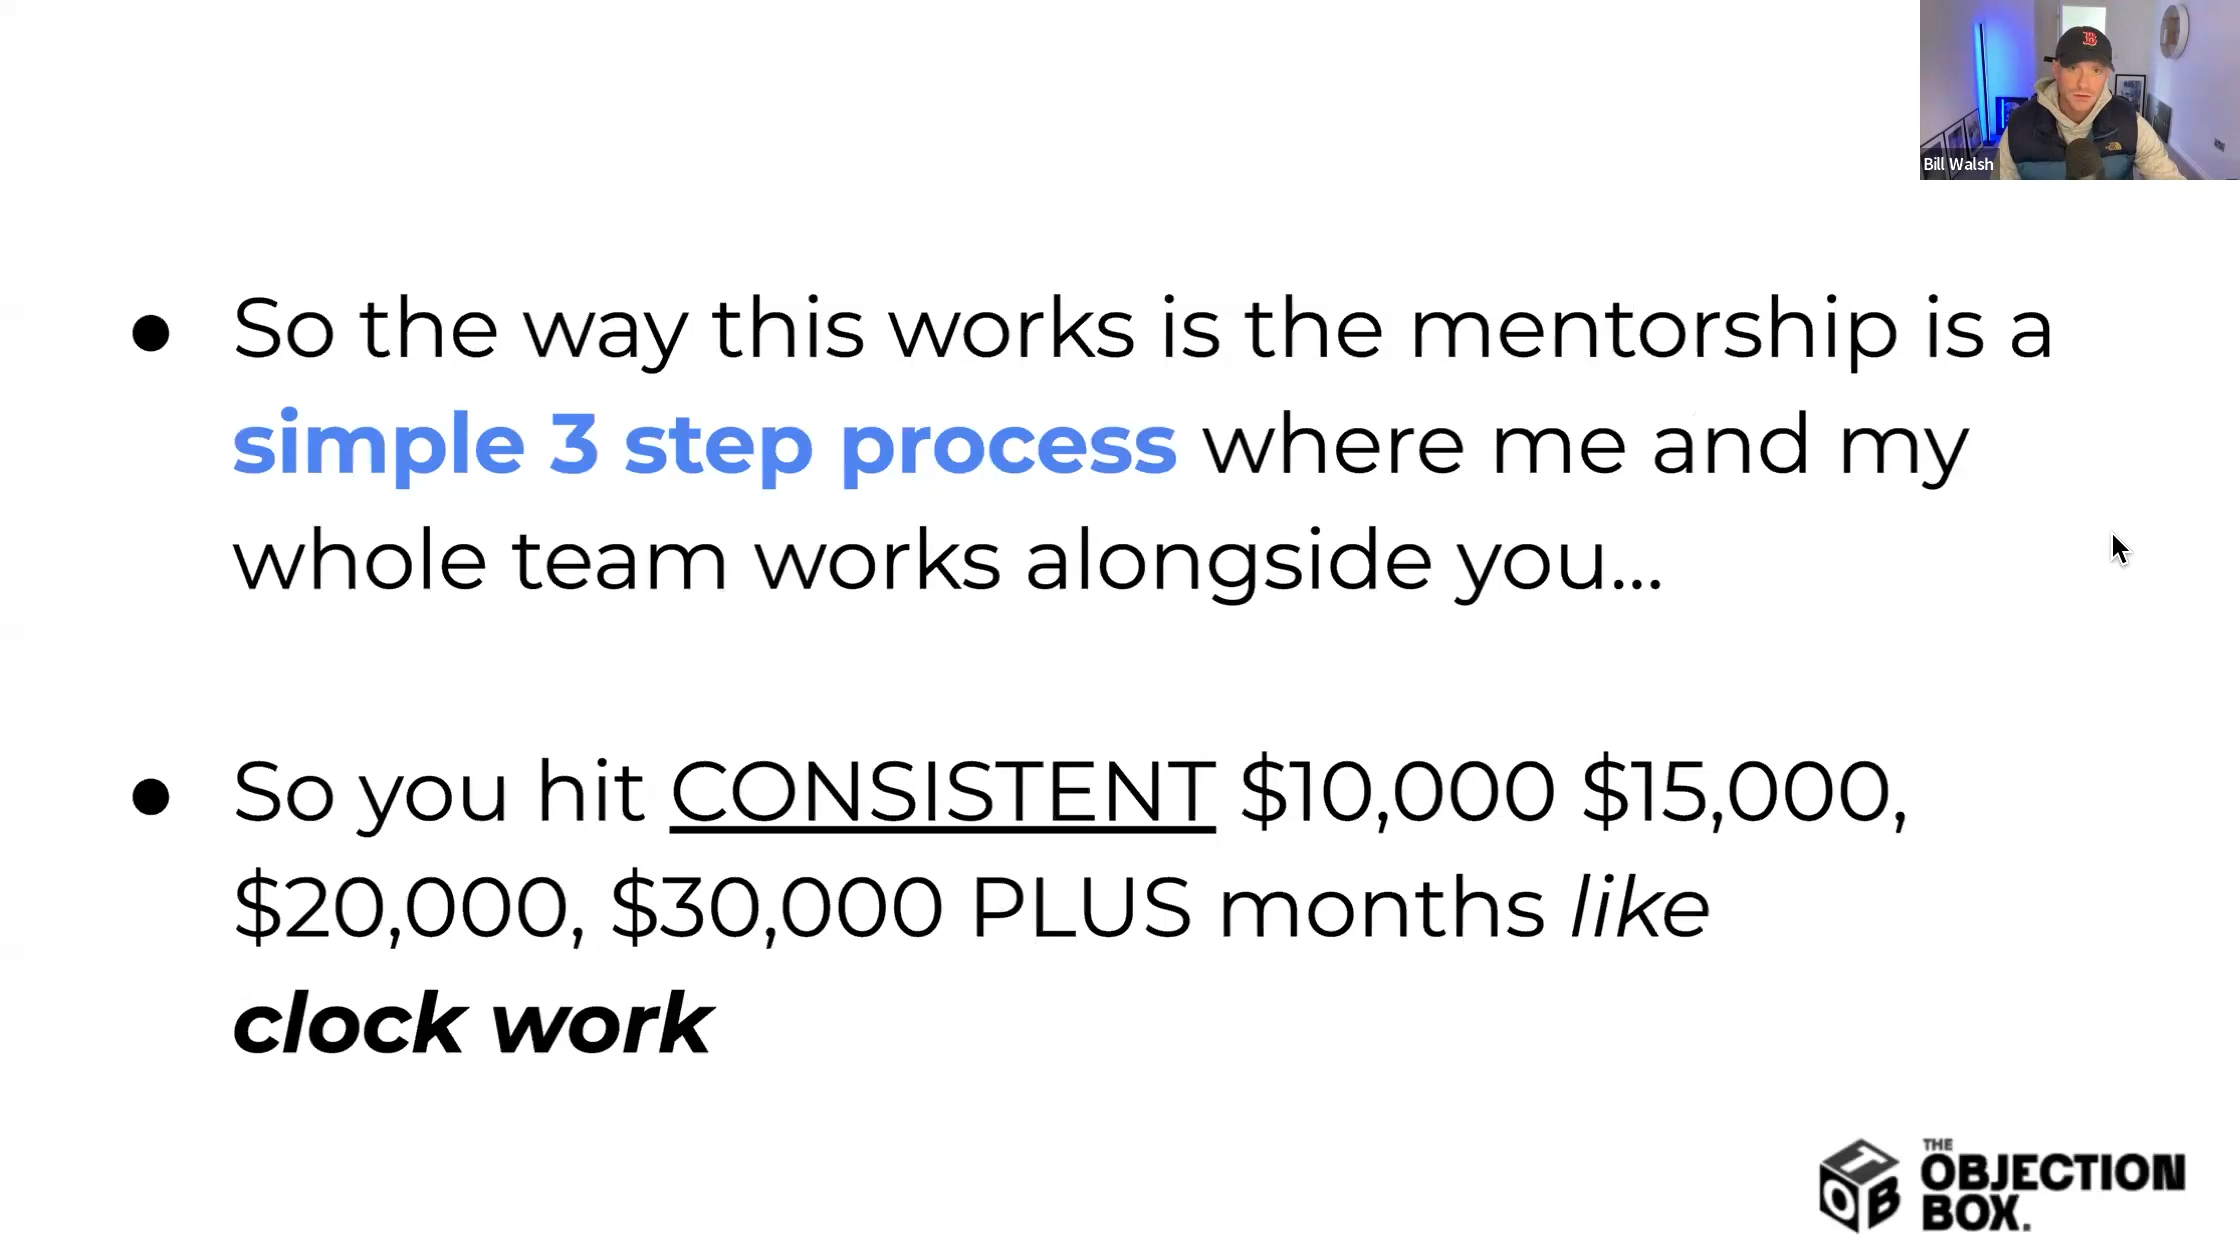 Bill Walsh
● So the way this works is the mentorship is a
simple 3 step process where me and my
whole team works alongside you...
● So you hit CONSISTENT $10,000 $15,000,
$20,000, $30,000 PLUS months like
clock work
TOB
THE
OBJECTION
BOX.